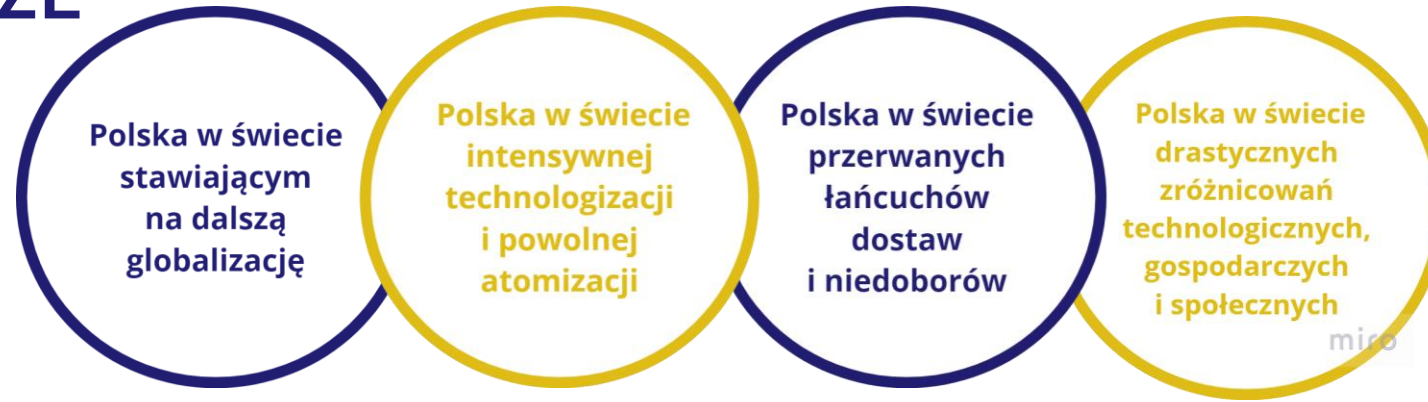 Polska w świecie
stawiającym
na dalszą
globalizację
Polska w świecie
intensywnej
technologizacji
i powolnej
atomizacji
Polska w świecie
przerwanych
łańcuchów
dostaw
i niedoborów
Polska w świecie
drastycznych
zróżnicowań
technologicznych,
gospodarczych
i społecznych
miro